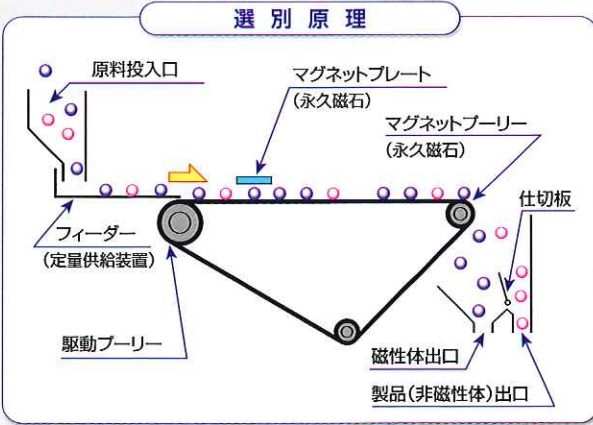 選別原理
原料投入口
マグネットプレート
(永久磁石)
マグネットプーリー
(永久磁石)
仕切板
フィーダー
(定量供給装置)
駆動プーリー
磁性体出口
製品(非磁性体)出口